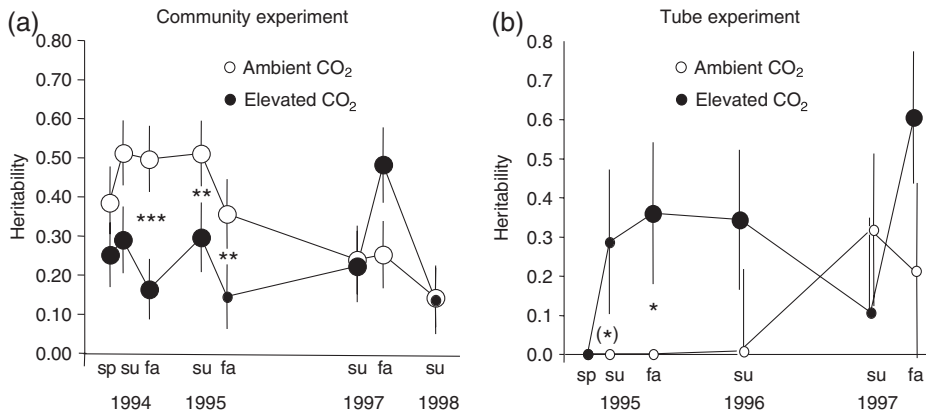 (a) Community experiment
0.80
0.70
0.60
0.50
0.40
0.30
0.20
0.10
0.00
Heritability
Ambient CO₂
Elevated CO₂
***
**
**
sp su fa su fa su fa su
1994 1995 1997 1998
(b) Tube experiment
0.8
0.7
0.6
0.5
0.4
0.3
0.2
0.1
0.0
Heritability
Ambient CO₂
Elevated CO₂
(*)
*
sp su fa su su fa
1995 1996 1997